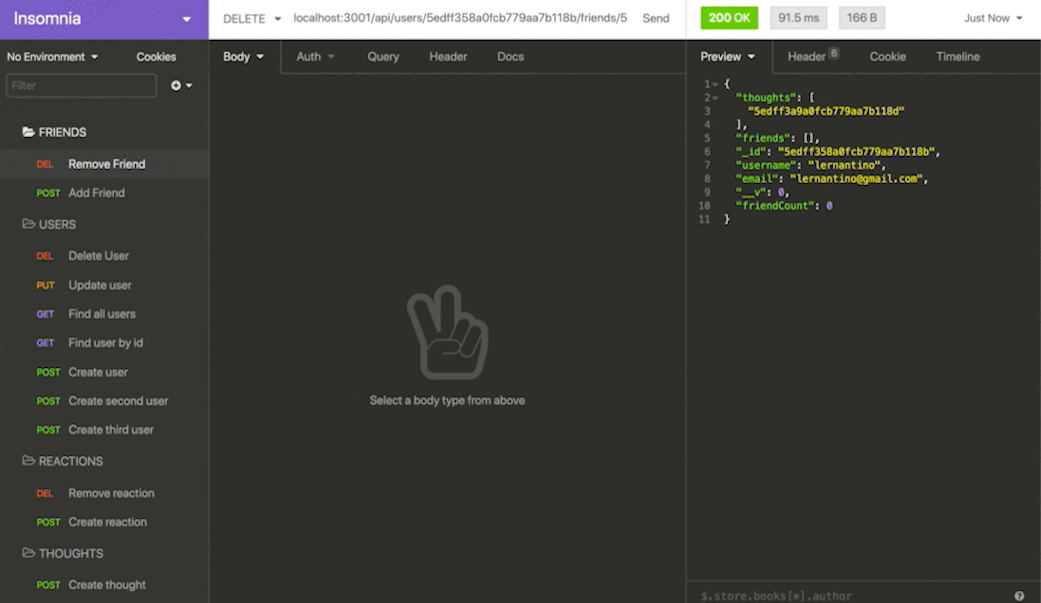 Insomnia
DELETE localhost:3001/api/users/5edff358a0fcb779aa7b118b/friends/5 Send
200 OK 91.5 ms 166 B Just Now
No Environment Cookies
Filter
FRIENDS
DEL Remove Friend
POST Add Friend
USERS
DEL Delete User
PUT Update user
GET Find all users
GET Find user by id
POST Create user
POST Create second user
POST Create third user
REACTIONS
DEL Remove reaction
POST Create reaction
THOUGHTS
POST Create thought
Body Auth Query Header Docs
Select a body type from above
Preview Header 6 Cookie Timeline
1 {
2 "thoughts": [
3 "5edff3a9a0fcb779aa7b118d"
4 ],
5 "friends": [],
6 "_id": "5edff358a0fcb779aa7b118b",
7 "username": "lernantino",
8 "email": "lernantino@gmail.com",
9 "__v": 0,
10 "friendCount": 0
11 }
$.store.books[*].author